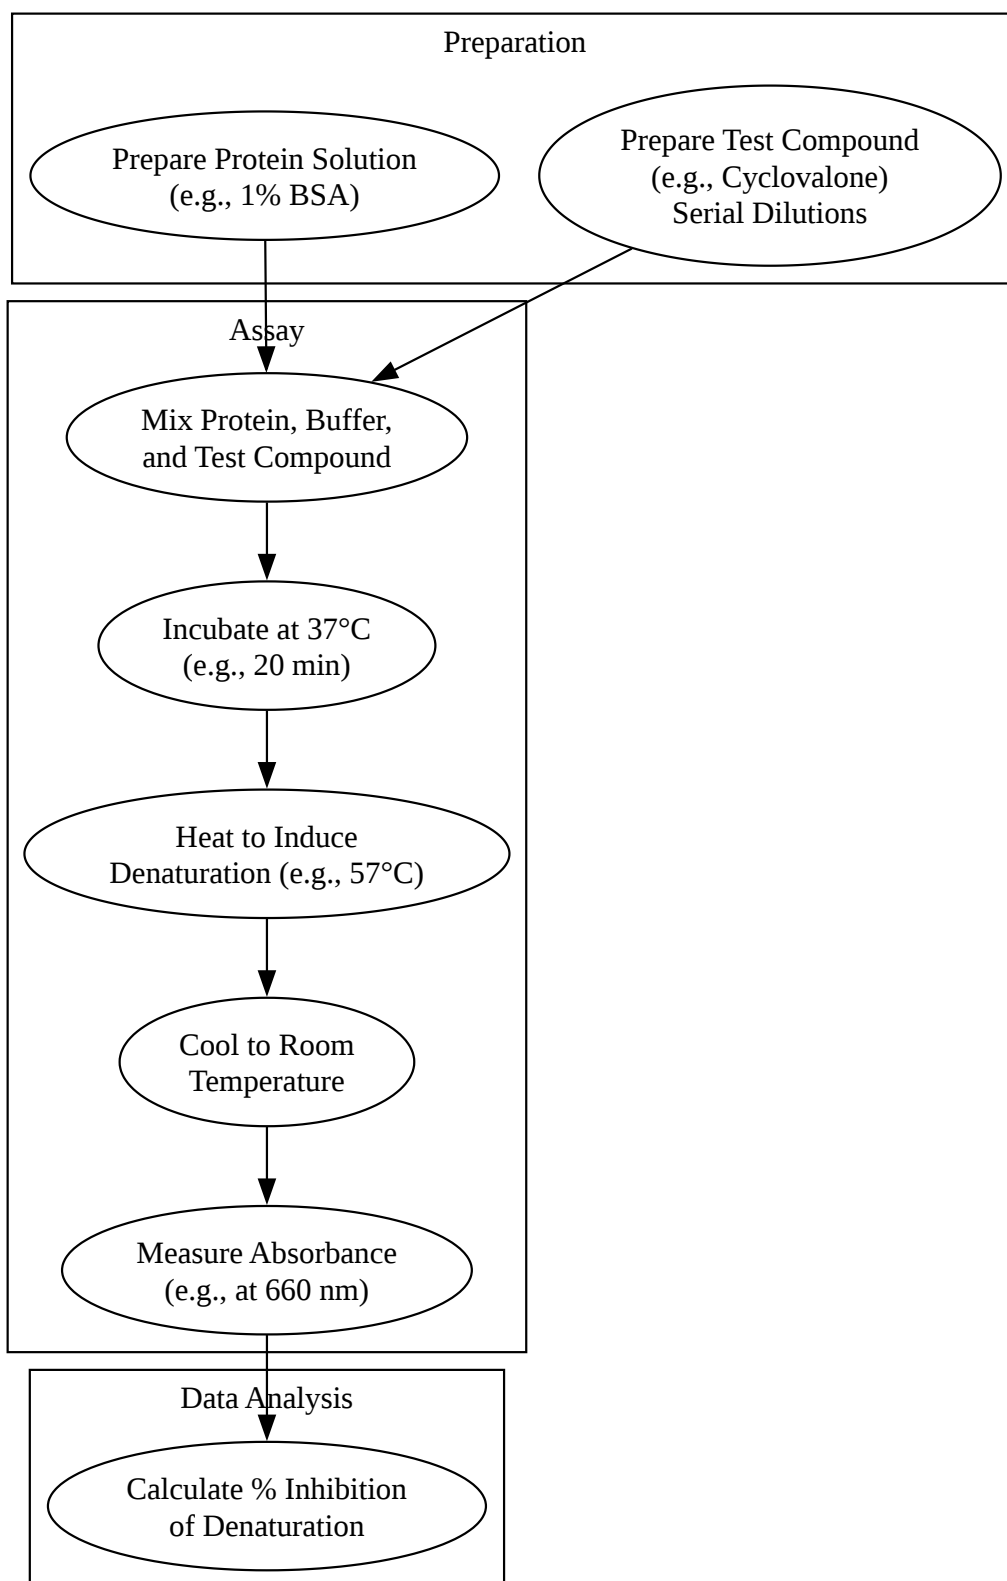 Preparation
Prepare Protein Solution
(e.g., 1% BSA)
Prepare Test Compound
(e.g., Cyclovalone)
Serial Dilutions
Assay
Mix Protein, Buffer,
and Test Compound
Incubate at 37°C
(e.g., 20 min)
Heat to Induce
Denaturation (e.g., 57°C)
Cool to Room
Temperature
Measure Absorbance
(e.g., at 660 nm)
Data Analysis
Calculate % Inhibition
of Denaturation